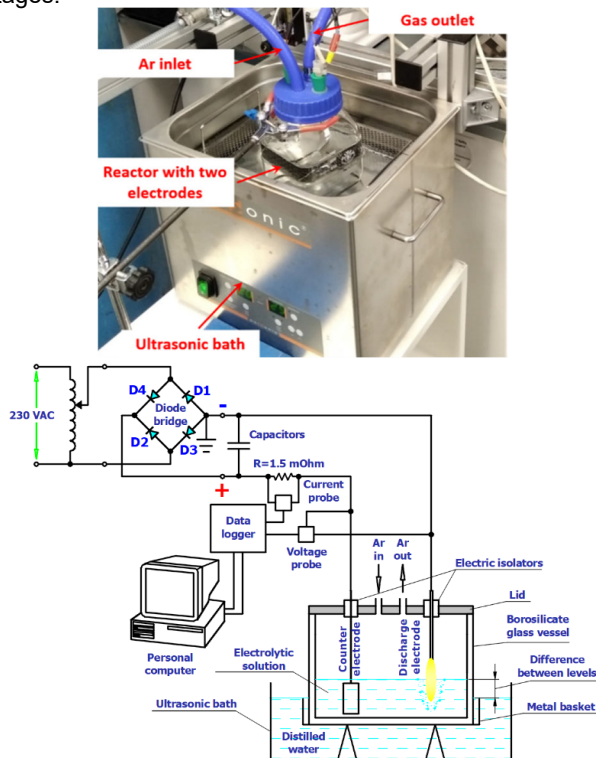 tages.
Gas outlet
Ar inlet
Reactor with two
electrodes
onic
Ultrasonic bath
230 VAC
D4
D1
Diode
bridge
D2
D3
-
Capacitors
R=1.5 mOhm
+
Current
probe
Data
logger
Voltage
probe
Ar
in
Ar
out
Electric isolators
Lid
Borosilicate
glass vessel
Counter
electrode
Discharge
electrode
Personal
computer
Electrolytic
solution
Difference
between levels
Ultrasonic bath
Metal basket
Distilled
water